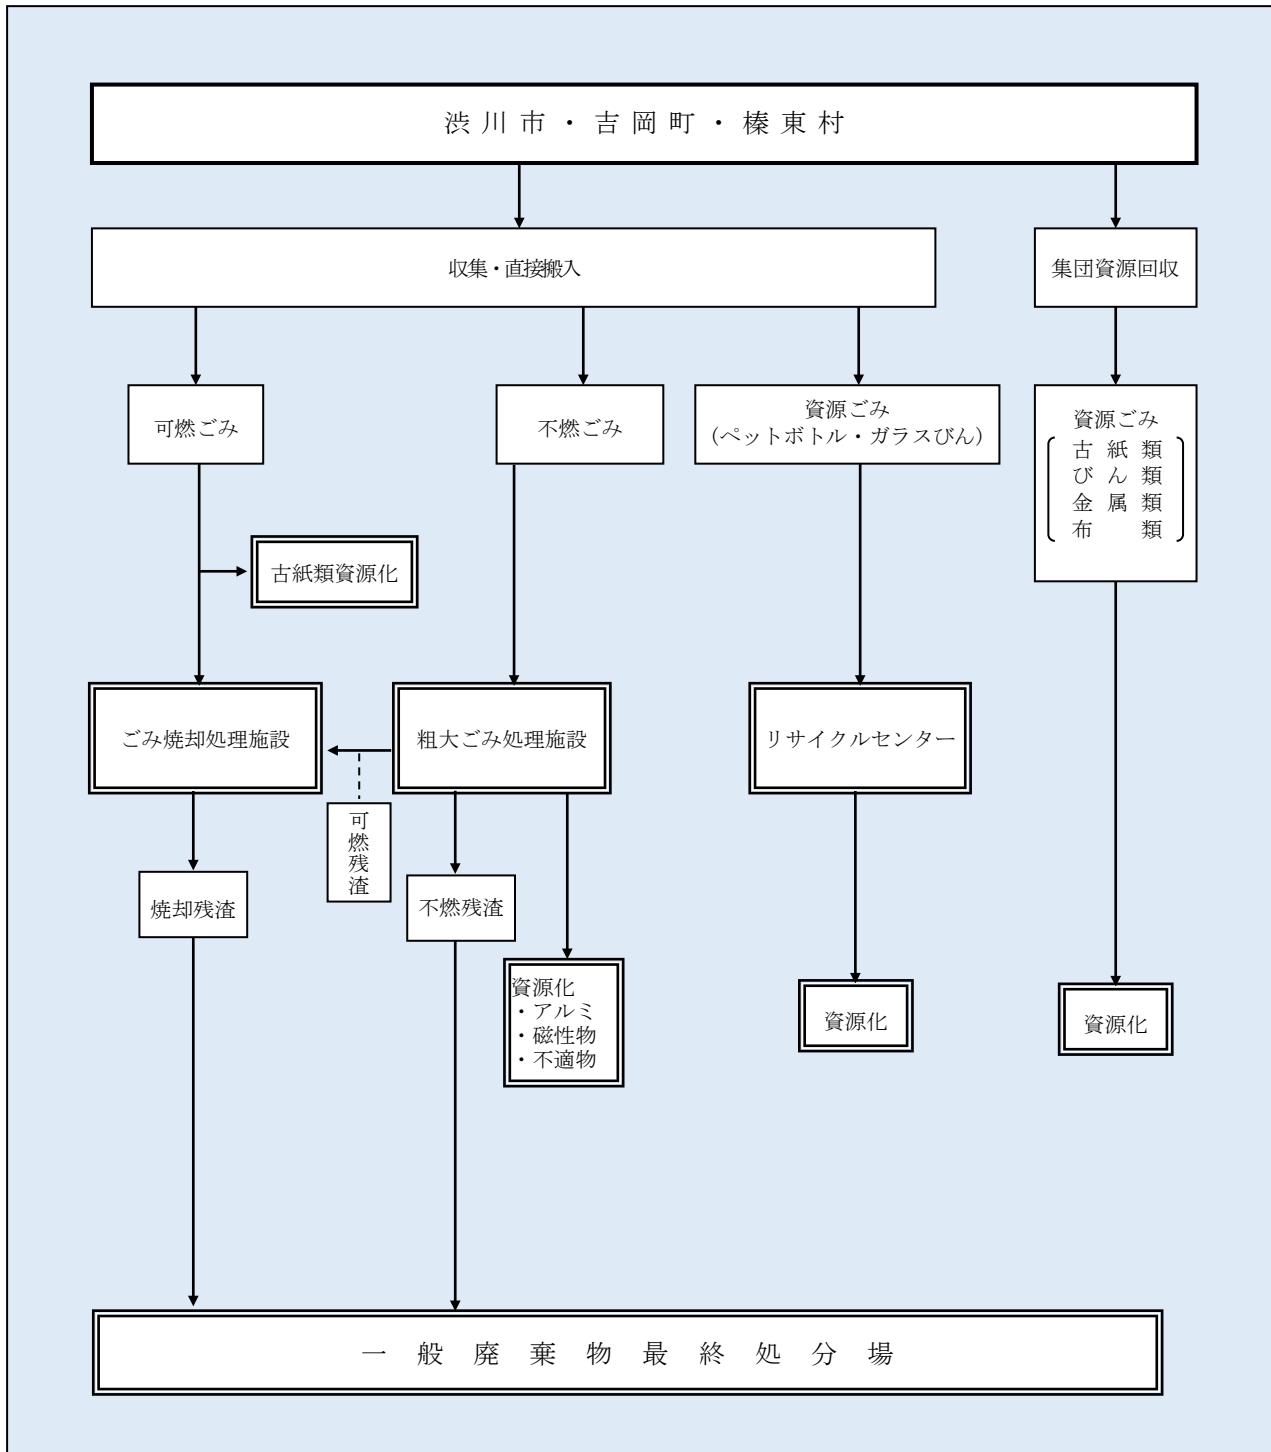 渋川市・吉岡町・榛東村
収集・直接搬入
集団資源回収
可燃ごみ
不燃ごみ
資源ごみ
（ペットボトル・ガラスびん）
資源ごみ
古紙類
びん類
金属類
布類
古紙類資源化
ごみ焼却処理施設
粗大ごみ処理施設
リサイクルセンター
可燃残渣
焼却残渣
不燃残渣
資源化
・アルミ
・磁性物
・不適物
資源化
資源化
一般廃棄物最終処分場